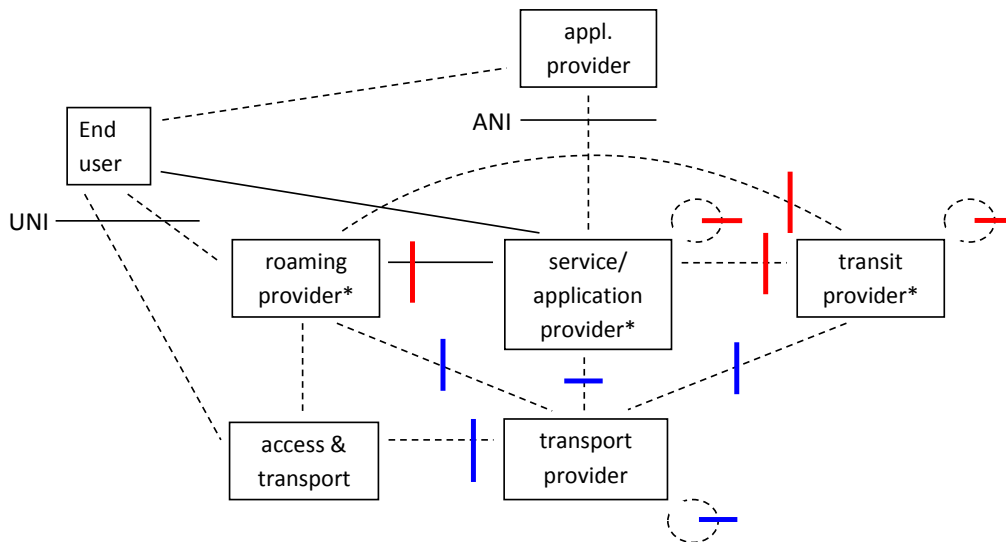 appl.
provider
End
user
ANI
UNI
roaming
provider*
service/
application
provider*
transit
provider*
access &
transport
transport
provider